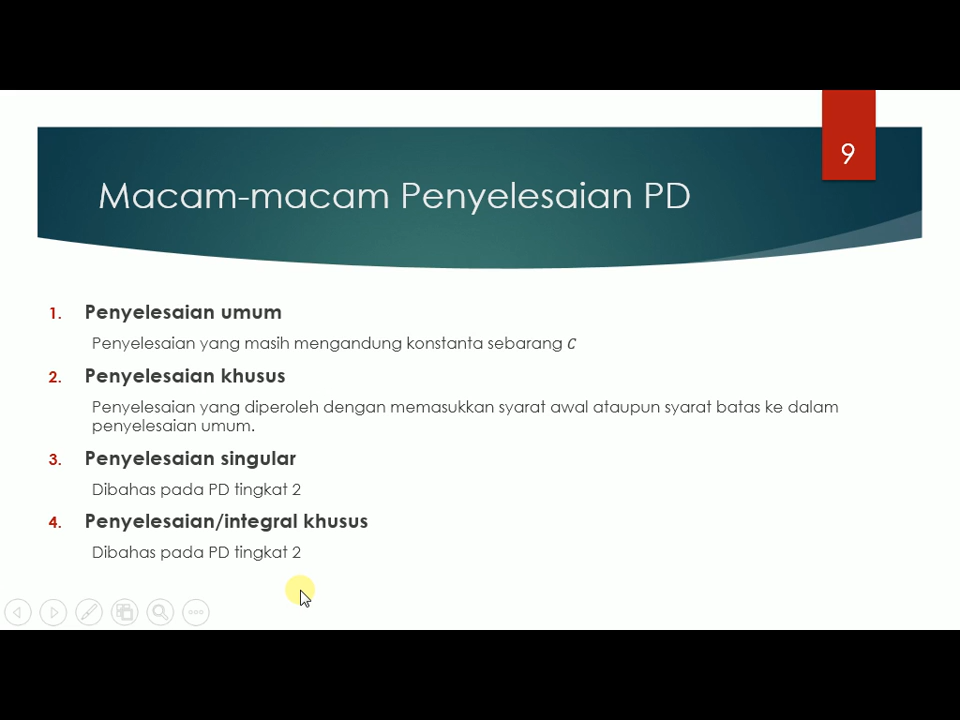 9
Macam-macam Penyelesaian PD
1. Penyelesaian umum
Penyelesaian yang masih mengandung konstanta sebarang c
2. Penyelesaian khusus
Penyelesaian yang diperoleh dengan memasukkan syarat awal ataupun syarat batas ke dalam
penyelesaian umum.
3. Penyelesaian singular
Dibahas pada PD tingkat 2
4. Penyelesaian/integral khusus
Dibahas pada PD tingkat 2